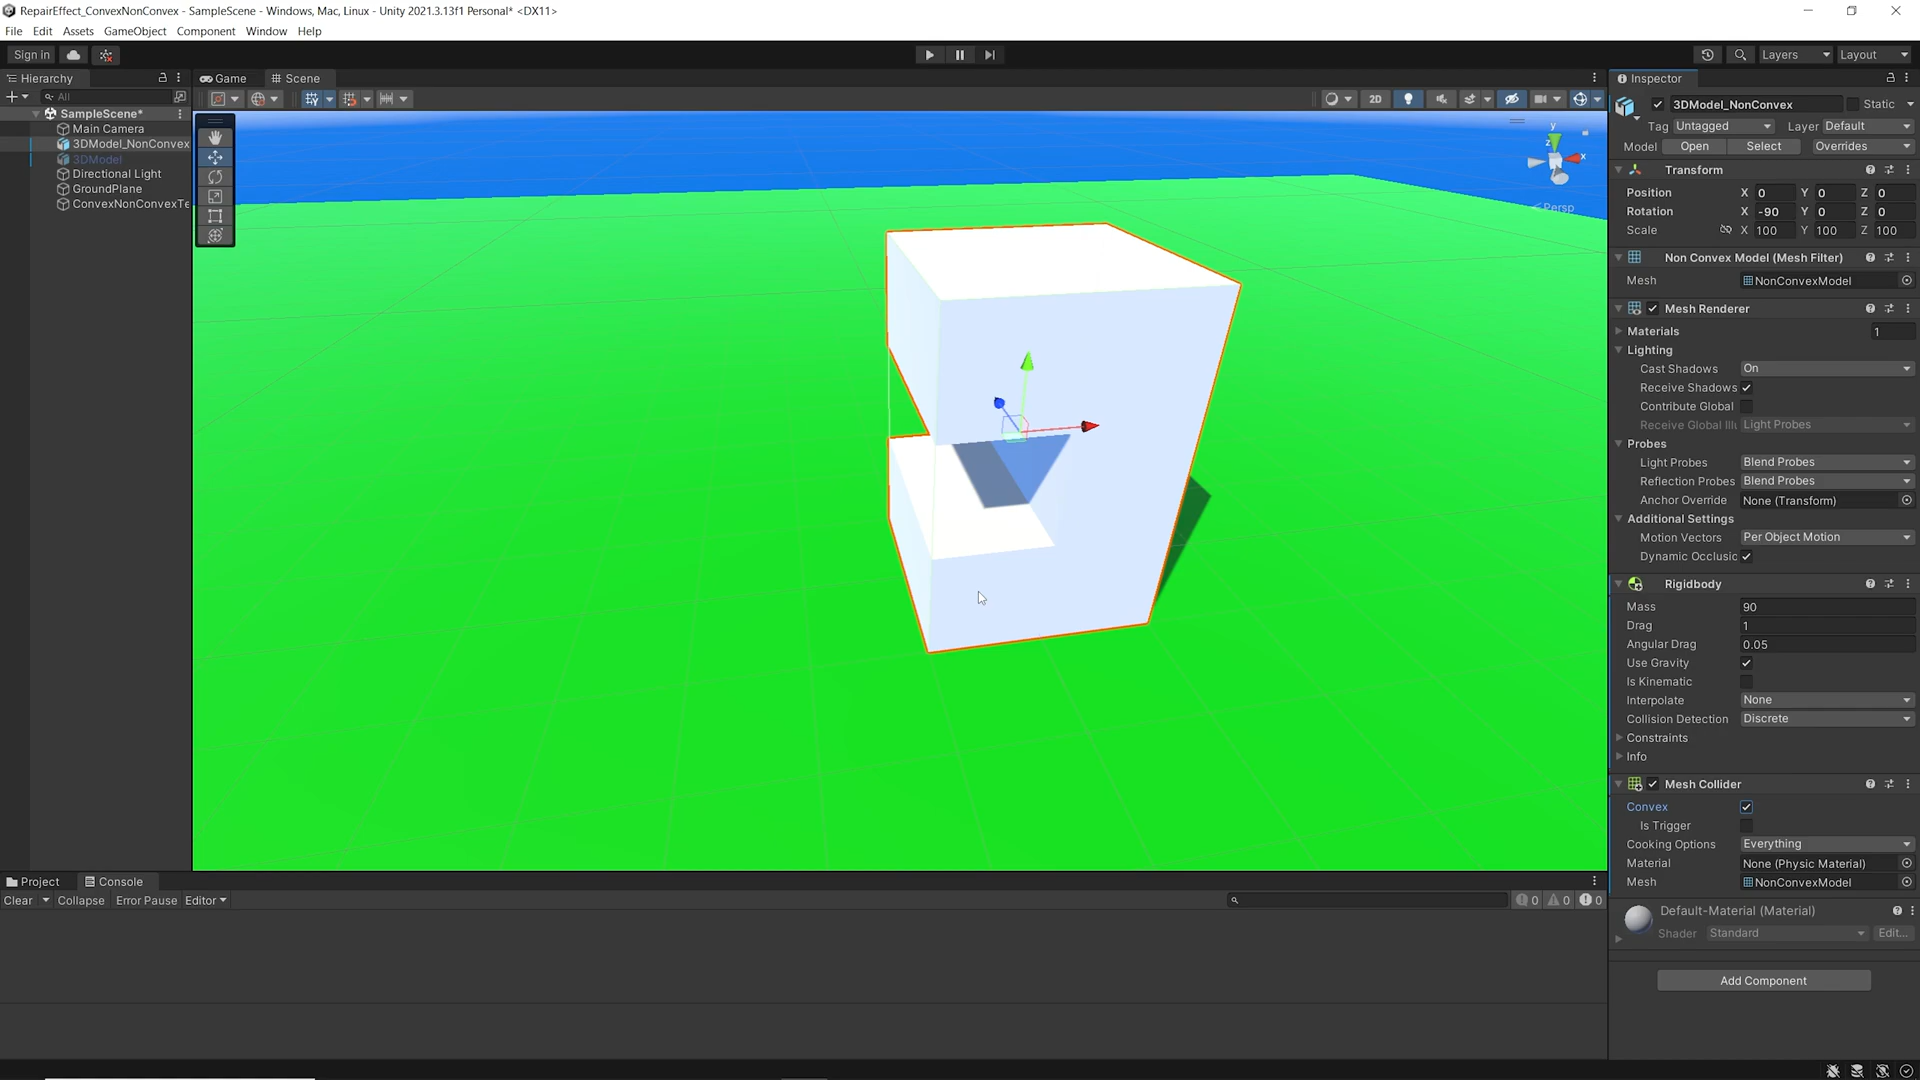 RepairEffect_ConvexNonConvex - SampleScene - Windows, Mac, Linux - Unity 2021.3.13f1 Personal* <DX11>
File Edit Assets GameObject Component Window Help
Sign in
Layers
Layout
Hierarchy
All
SampleScene*
Main Camera
3DModel_NonConvex
3DModel
Directional Light
GroundPlane
ConvexNonConvexTe
Game
Scene
2D
y
z
x
Persp
Inspector
3DModel_NonConvex
Static
Tag Untagged Layer Default
Model Open Select Overrides
Transform
Position X 0 Y 0 Z 0
Rotation X -90 Y 0 Z 0
Scale X 100 Y 100 Z 100
Non Convex Model (Mesh Filter)
Mesh NonConvexModel
Mesh Renderer
Materials 1
Lighting
Cast Shadows On
Receive Shadows
Contribute Global
Receive Global Illu Light Probes
Probes
Light Probes Blend Probes
Reflection Probes Blend Probes
Anchor Override None (Transform)
Additional Settings
Motion Vectors Per Object Motion
Dynamic Occlusic
Rigidbody
Mass 90
Drag 1
Angular Drag 0.05
Use Gravity
Is Kinematic
Interpolate None
Collision Detection Discrete
Constraints
Info
Mesh Collider
Convex
Is Trigger
Cooking Options Everything
Material None (Physic Material)
Mesh NonConvexModel
Default-Material (Material)
Shader Standard Edit...
Add Component
Project
Console
Clear Collapse Error Pause Editor
0 0 0